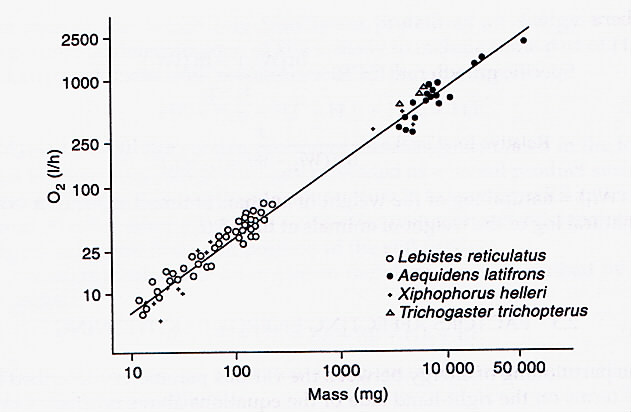 2500
1000
250
100
25
10
O₂ (l/h)
Lebistes reticulatus
Aequidens latifrons
Xiphophorus helleri
Trichogaster trichopterus
10
100
1000
10 000
50 000
Mass (mg)